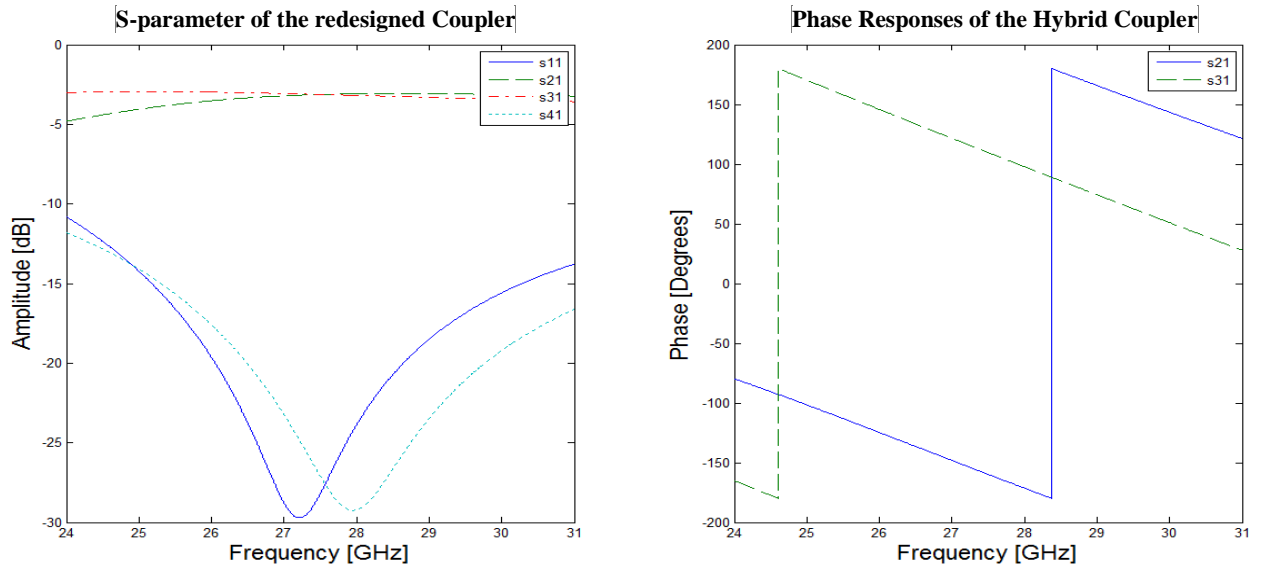 S-parameter of the redesigned Coupler
0
-5
-10
-15
-20
-25
-30
24
25
26
27
28
29
30
31
Amplitude [dB]
Frequency [GHz]
s11
s21
s31
s41
Phase Responses of the Hybrid Coupler
200
150
100
50
0
-50
-100
-150
-200
24
25
26
27
28
29
30
31
Phase [Degrees]
Frequency [GHz]
s21
s31